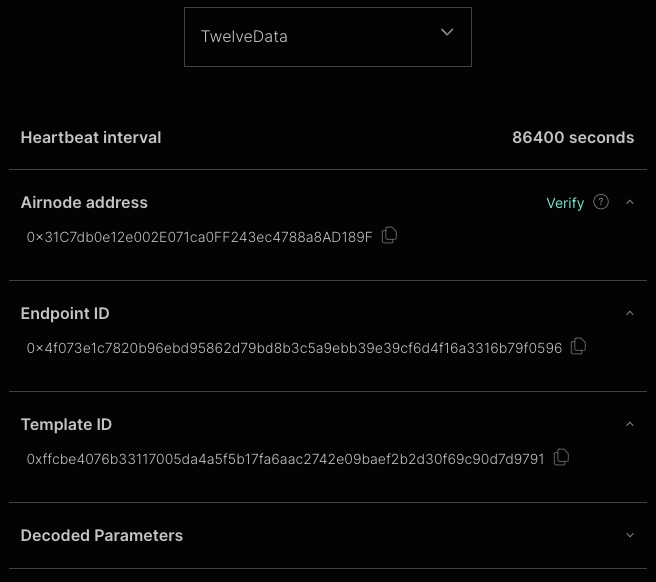 TwelveData
Heartbeat interval 86400 seconds
Airnode address Verify ?
0x31C7db0e12e002E071ca0FF243ec4788a8AD189F
Endpoint ID
0x4f073e1c7820b96ebd95862d79bd8b3c5a9ebb39e39cf6d4f16a3316b79f0596
Template ID
0xffcbe4076b33117005da4a5f5b17fa6aac2742e09baef2b2d30f69c90d7d9791
Decoded Parameters